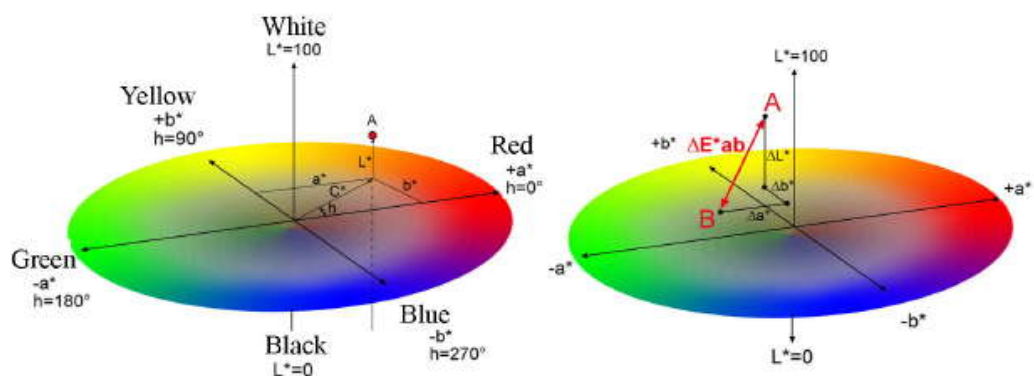 White
L*=100
Yellow
+b*
h=90°
A
Red
+a*
h=0°
L*
a*
C*
b*
h
Green
-a*
h=180°
Blue
-b*
h=270°
Black
L*=0
L*=100
A
+b*
ΔE*ab
ΔL*
+a*
Δb*
B
Δa*
-a*
-b*
L*=0